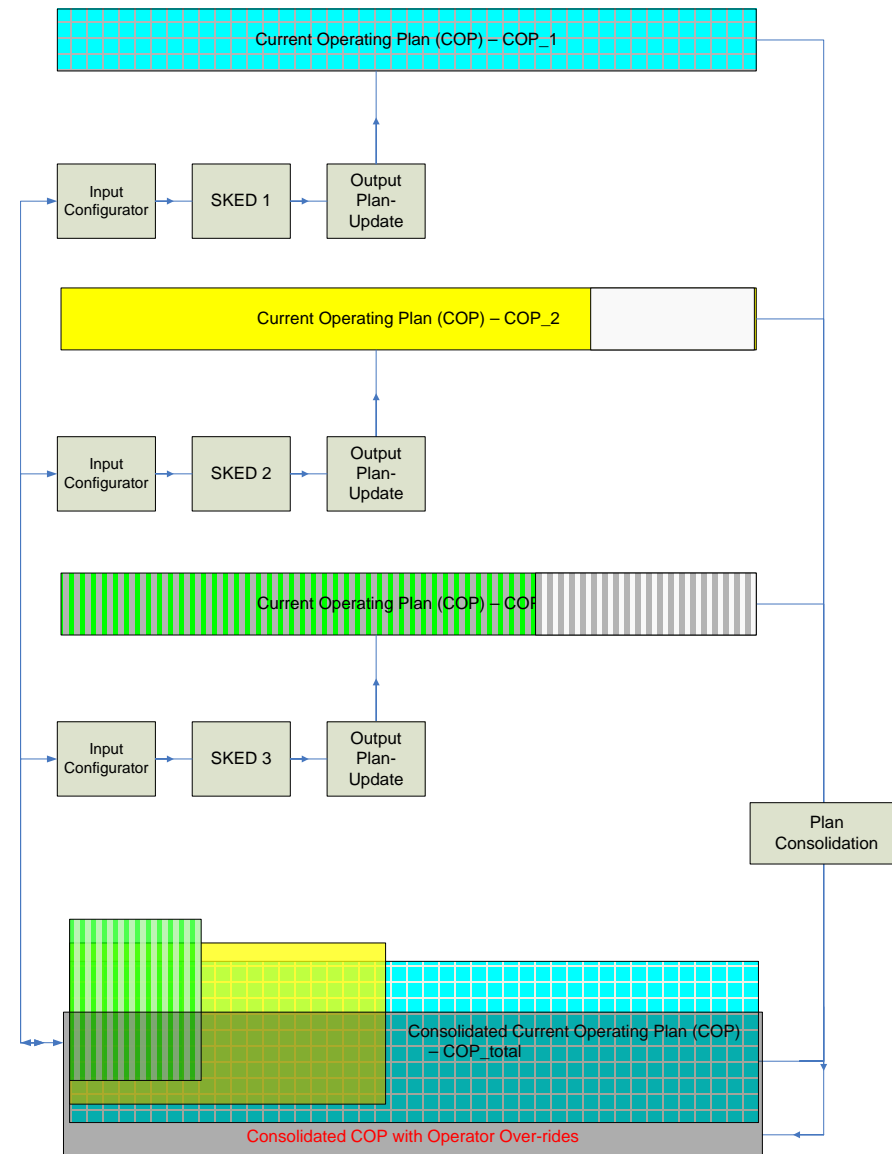 Current Operating Plan (COP) – COP_1
Input
Configurator
SKED 1
Output
Plan-
Update
Current Operating Plan (COP) – COP_2
Input
Configurator
SKED 2
Output
Plan-
Update
Current Operating Plan (COP) –
Input
Configurator
SKED 3
Output
Plan-
Update
Plan
Consolidation
Consolidated Current Operating Plan (COP)
– COP_total
Consolidated COP with Operator Over-rides